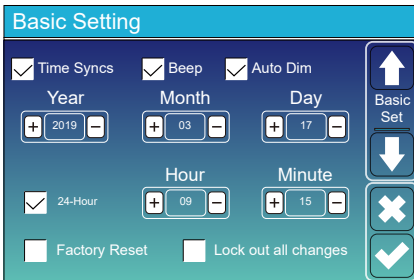 Basic Setting
Time Syncs Beep Auto Dim
Year Month Day
+ 2019 − + 03 − + 17 −
Basic
Set
Hour Minute
24-Hour + 09 − + 15 −
Factory Reset Lock out all changes